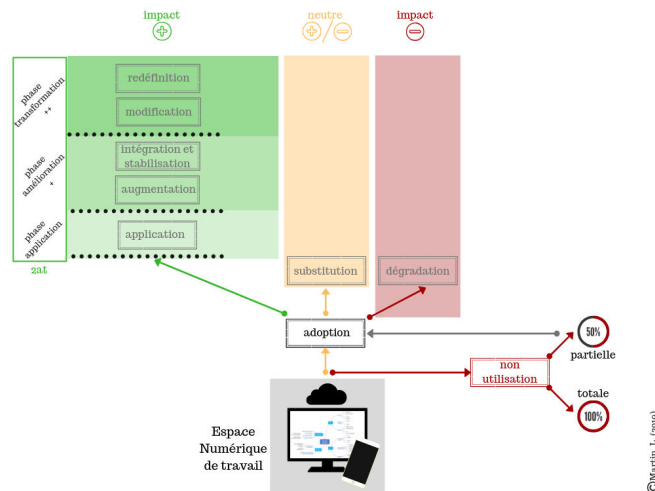 impact
neutre
impact
phase
transformation
++
redéfinition
modification
phase
amélioration
+
intégration et
stabilisation
augmentation
phase
application
application
2at
substitution
dégradation
adoption
50%
partielle
non
utilisation
totale
100%
Espace
Numérique
de travail